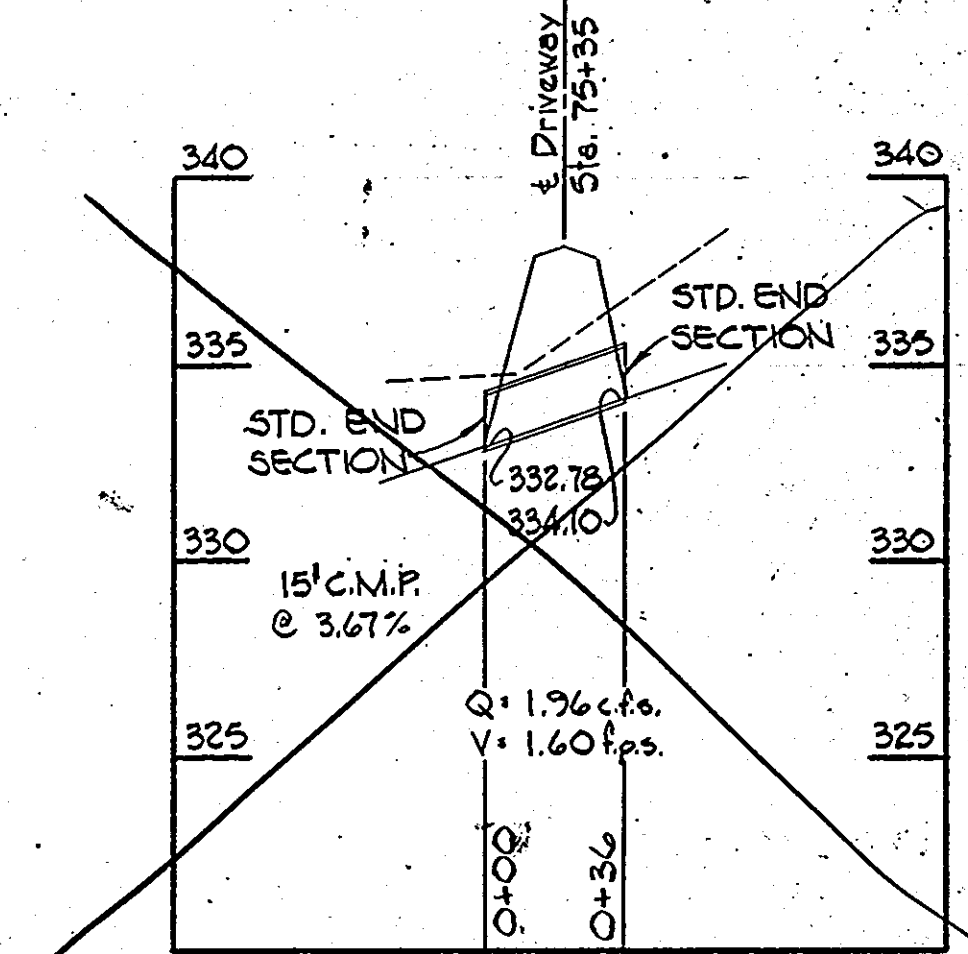 ℄ Driveway
Sta. 75+35
340
340
STD. END
SECTION
335
335
STD. END
SECTION
332.78
334.10
330
330
15" C.M.P.
@ 3.67%
Q= 1.96 c.f.s.
V= 1.60 f.p.s.
325
325
0+00
0+36